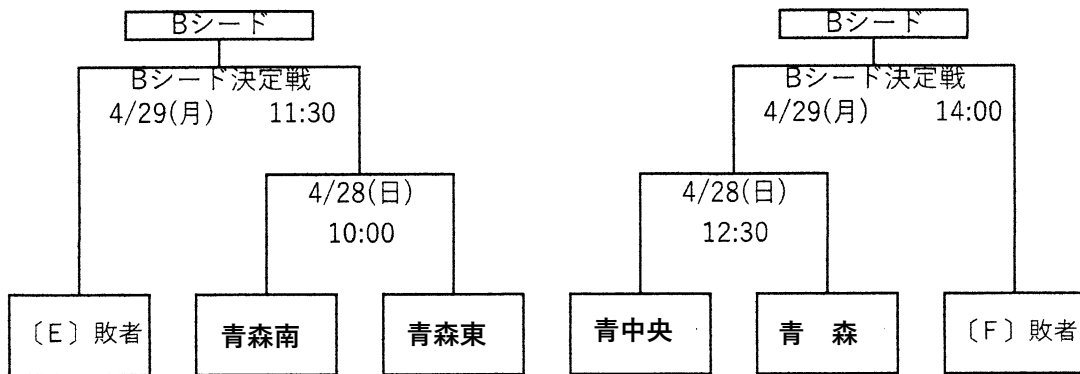 Bシード
Bシード決定戦
4/29(月) 11:30
4/28(日)
10:00
〔E〕敗者
青森南
青森東
Bシード
Bシード決定戦
4/29(月) 14:00
4/28(日)
12:30
青中央
青 森
〔F〕敗者